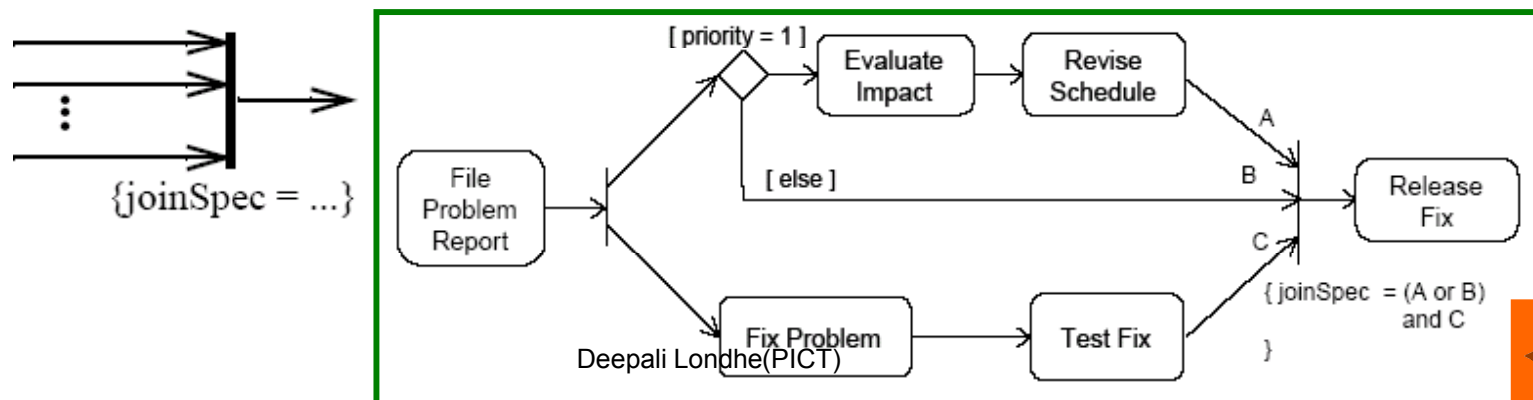 {joinSpec = ...}
[ priority = 1 ]
Evaluate
Impact
Revise
Schedule
A
File
Problem
Report
[ else ]
B
Release
Fix
C
{ joinSpec = (A or B)
and C
}
Fix Problem
Test Fix
Deepali Londhe(PICT)